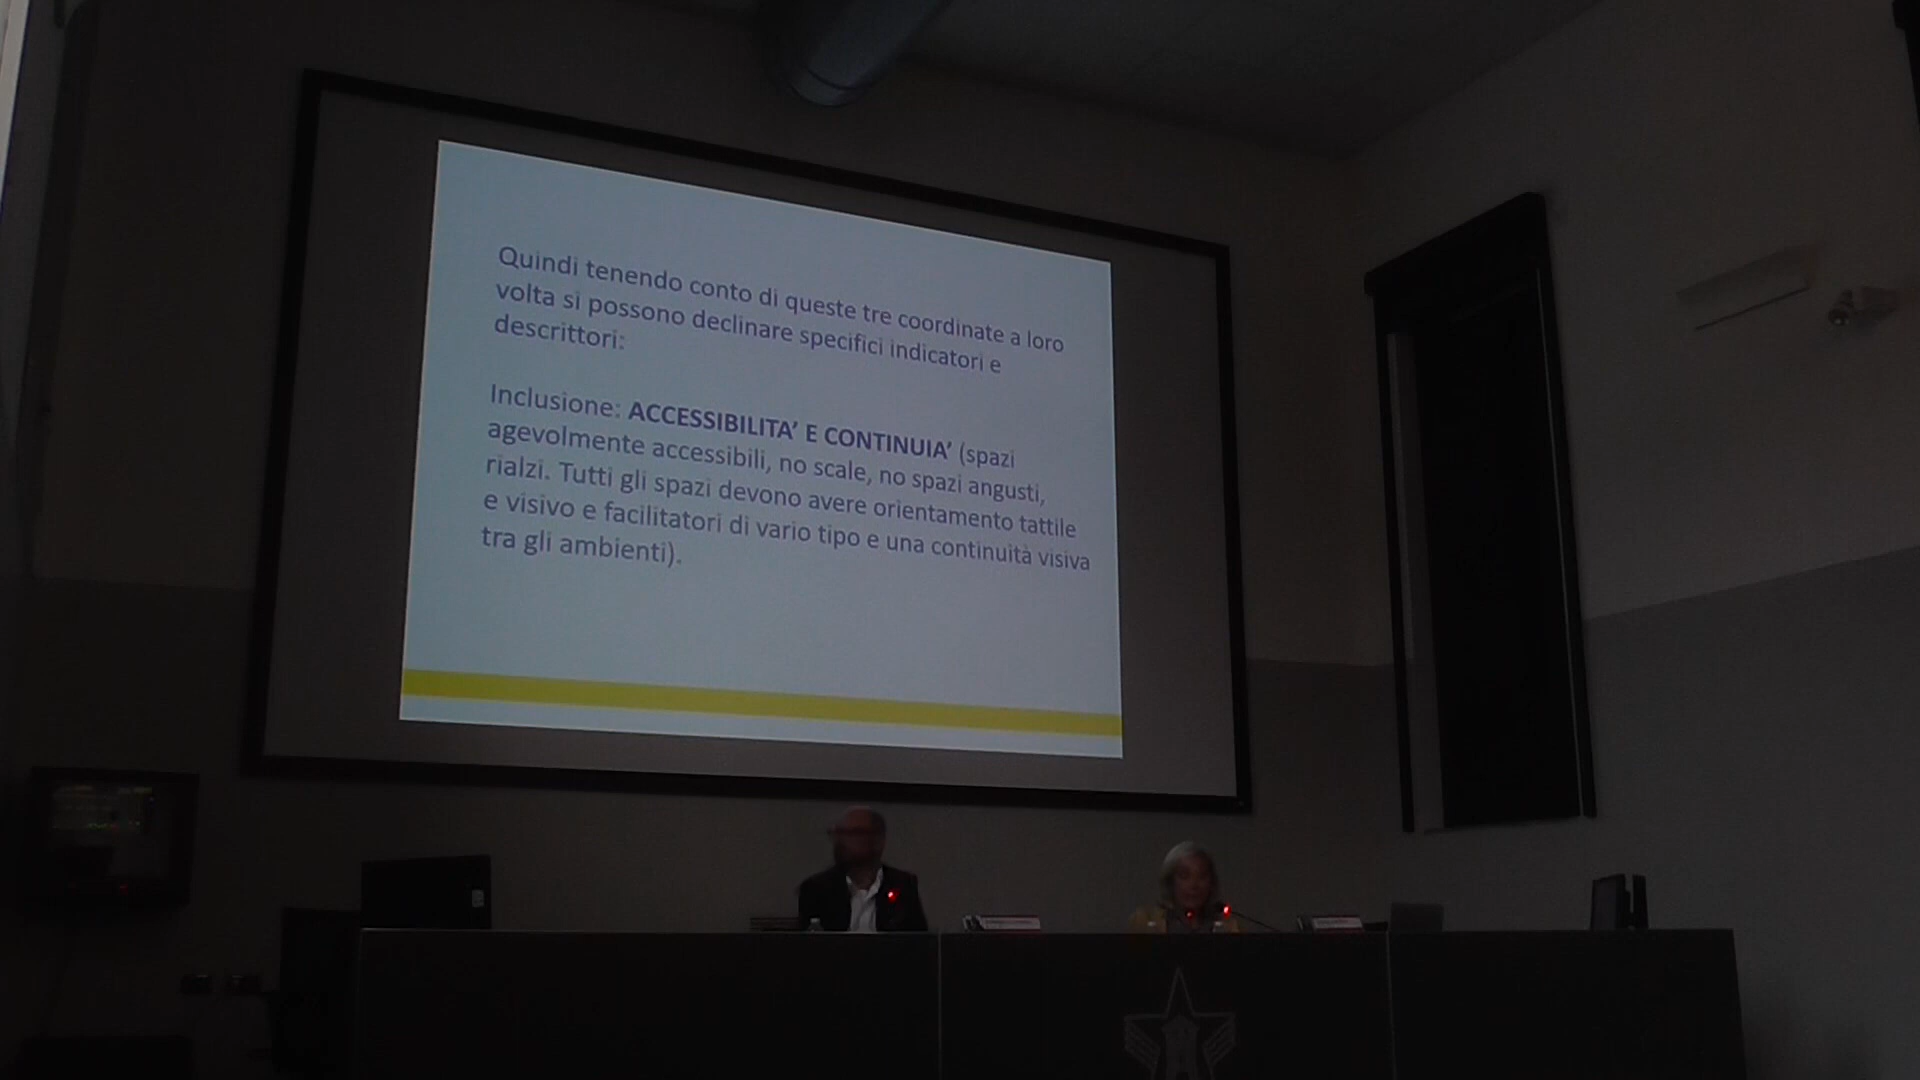 Quindi tenendo conto di queste tre coordinate a loro
volta si possono declinare specifici indicatori e
descrittori:
Inclusione: ACCESSIBILITA’ E CONTINUIA’ (spazi
agevolmente accessibili, no scale, no spazi angusti,
rialzi. Tutti gli spazi devono avere orientamento tattile
e visivo e facilitatori di vario tipo e una continuità visiva
tra gli ambienti).